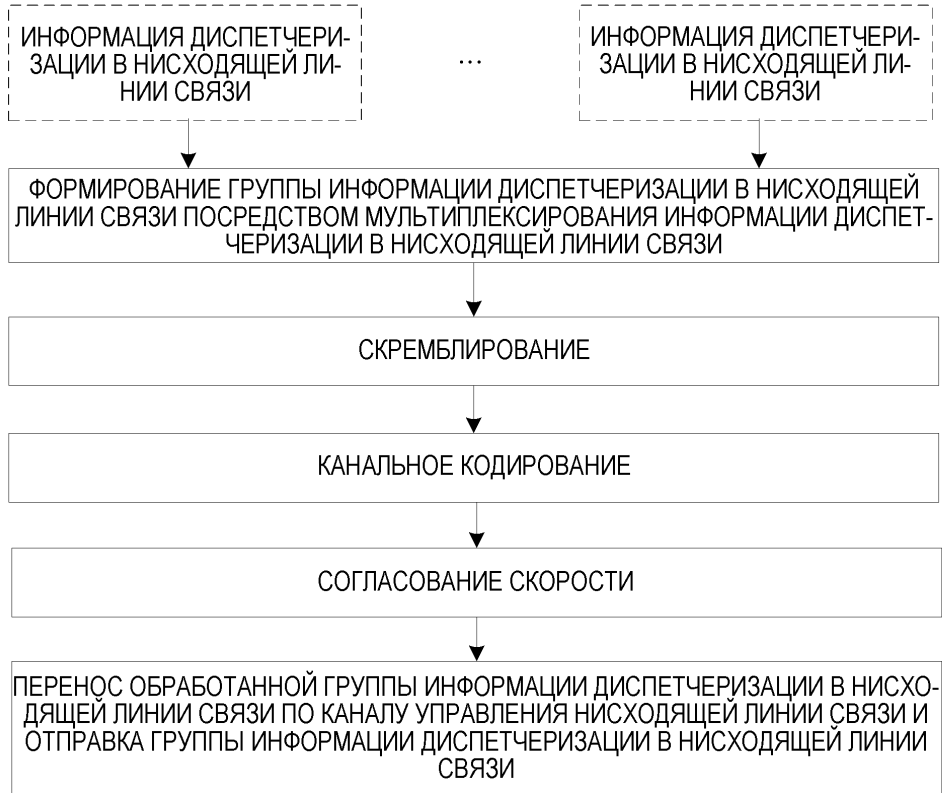 ИНФОРМАЦИЯ ДИСПЕТЧЕРИ-
ЗАЦИИ В НИСХОДЯЩЕЙ ЛИ-
НИИ СВЯЗИ
...
ИНФОРМАЦИЯ ДИСПЕТЧЕРИ-
ЗАЦИИ В НИСХОДЯЩЕЙ ЛИ-
НИИ СВЯЗИ
ФОРМИРОВАНИЕ ГРУППЫ ИНФОРМАЦИИ ДИСПЕТЧЕРИЗАЦИИ В НИСХОДЯЩЕЙ
ЛИНИИ СВЯЗИ ПОСРЕДСТВОМ МУЛЬТИПЛЕКСИРОВАНИЯ ИНФОРМАЦИИ ДИСПЕТ-
ЧЕРИЗАЦИИ В НИСХОДЯЩЕЙ ЛИНИИ СВЯЗИ
СКРЕМБЛИРОВАНИЕ
КАНАЛЬНОЕ КОДИРОВАНИЕ
СОГЛАСОВАНИЕ СКОРОСТИ
ПЕРЕНОС ОБРАБОТАННОЙ ГРУППЫ ИНФОРМАЦИИ ДИСПЕТЧЕРИЗАЦИИ В НИСХО-
ДЯЩЕЙ ЛИНИИ СВЯЗИ ПО КАНАЛУ УПРАВЛЕНИЯ НИСХОДЯЩЕЙ ЛИНИИ СВЯЗИ И
ОТПРАВКА ГРУППЫ ИНФОРМАЦИИ ДИСПЕТЧЕРИЗАЦИИ В НИСХОДЯЩЕЙ ЛИНИИ
СВЯЗИ